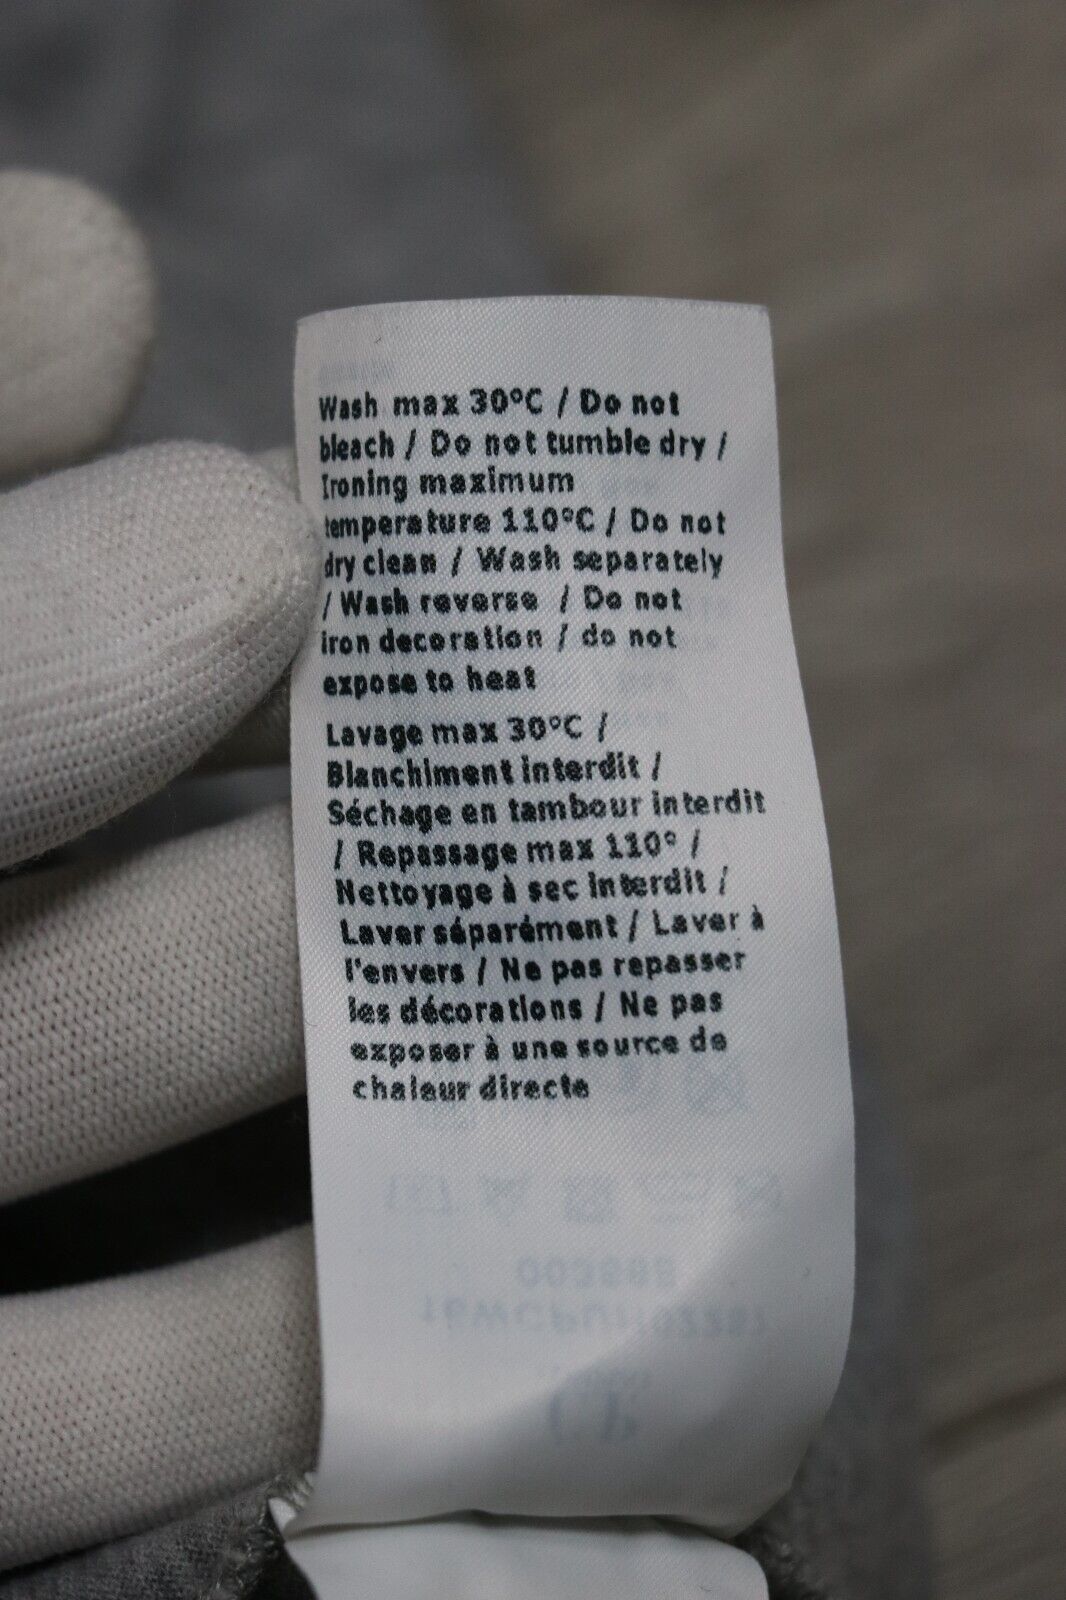 Wash max 30°C / Do not
bleach / Do not tumble dry /
Ironing maximum
temperature 110°C / Do not
dry clean / Wash separately
/ Wash reverse / Do not
iron decoration / do not
expose to heat
Lavage max 30°C /
Blanchiment interdit /
Séchage en tambour interdit
/ Repassage max 110° /
Nettoyage à sec interdit /
Laver séparément / Laver à
l'envers / Ne pas repasser
les décorations / Ne pas
exposer à une source de
chaleur directe